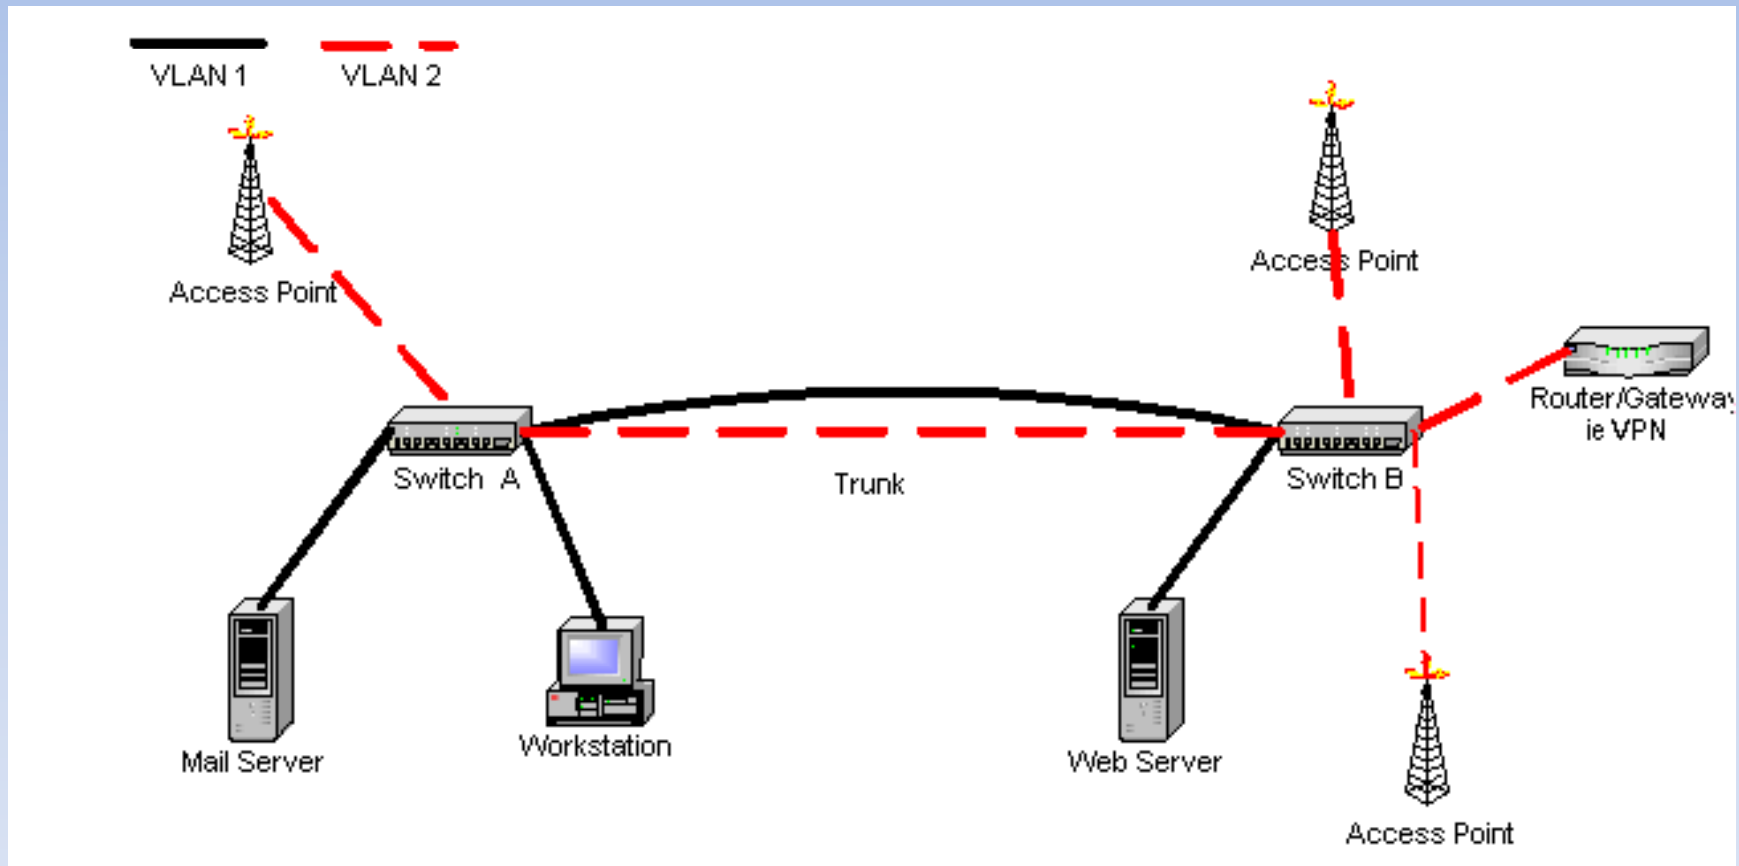 VLAN 1
VLAN 2
Access Point
Access Point
Router/Gateway
ie VPN
Switch A
Trunk
Switch B
Mail Server
Workstation
Web Server
Access Point